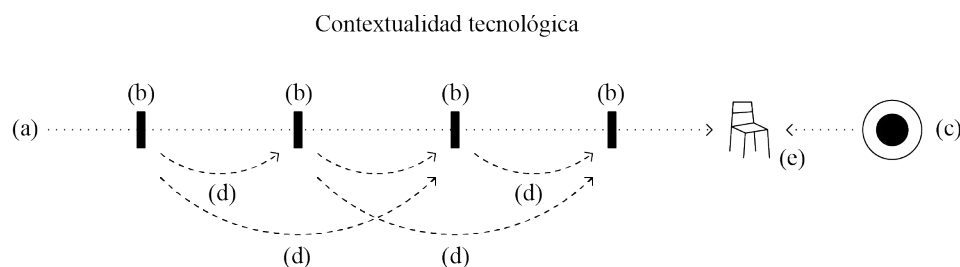 Contextualidad tecnológica
(b) (b) (b) (b)
(a) (c)
(e)
(d) (d)
(d) (d)